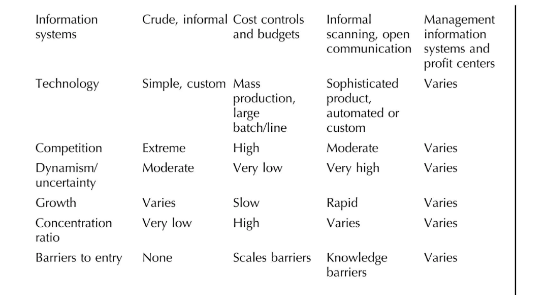 Information systems Crude, informal Cost controls and budgets Informal scanning, open communication Management information systems and profit centers
Technology Simple, custom Mass production, large batch/line Sophisticated product, automated or custom Varies
Competition Extreme High Moderate Varies
Dynamism/ uncertainty Moderate Very low Very high Varies
Growth Varies Slow Rapid Varies
Concentration ratio Very low High Varies Varies
Barriers to entry None Scales barriers Knowledge barriers Varies